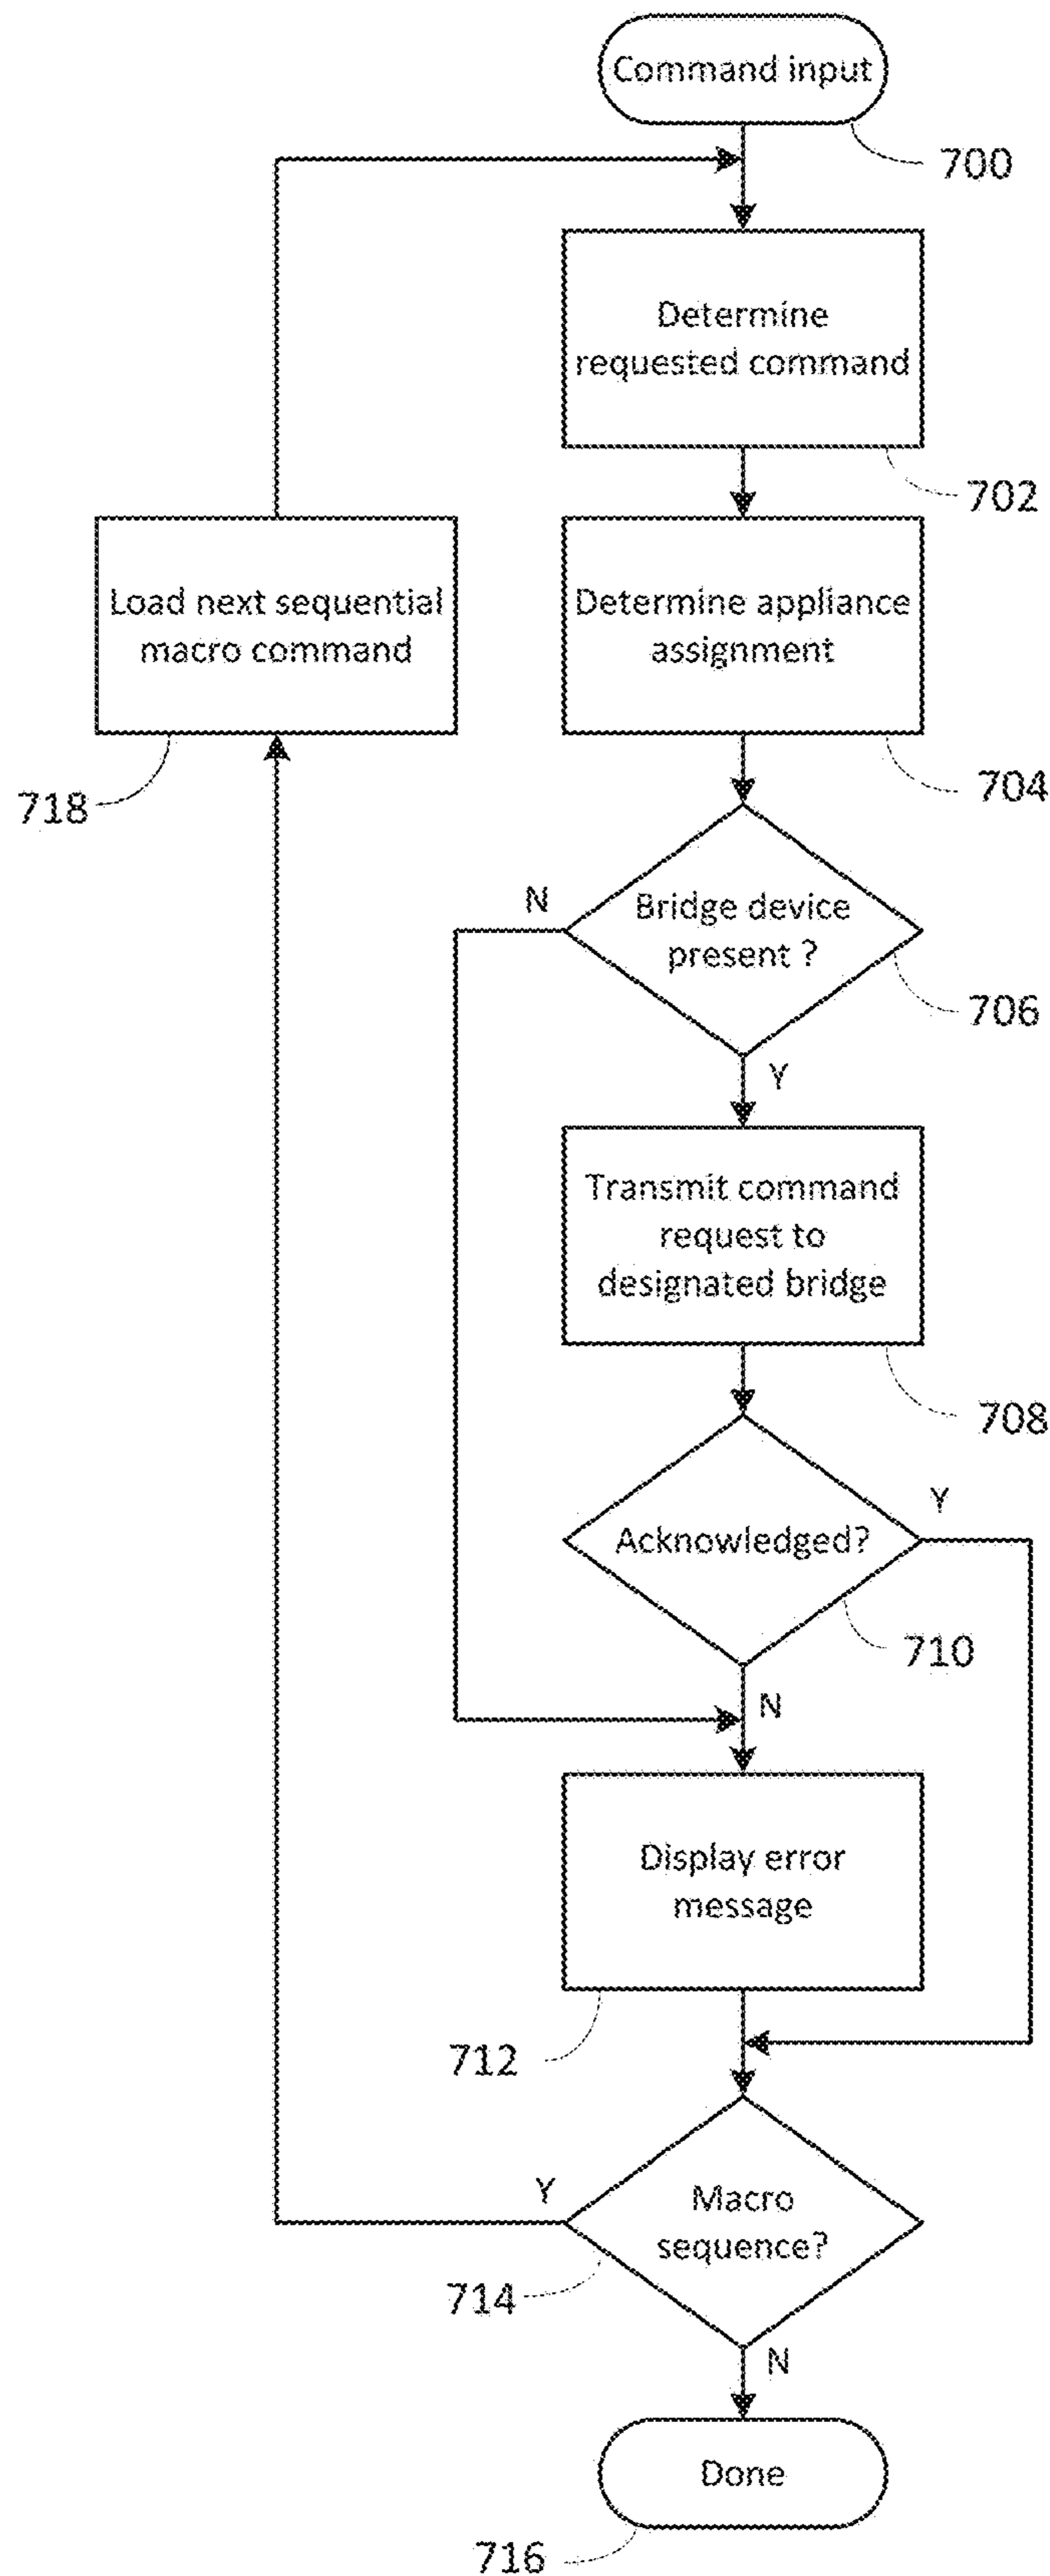 Command input
700
Determine
requested command
702
Load next sequential
macro command
718
Determine appliance
assignment
704
N
Bridge device
present ?
706
Y
Transmit command
request to
designated bridge
708
Y
Acknowledged?
710
N
Display error
message
712
Y
Macro
sequence?
714
N
Done
716